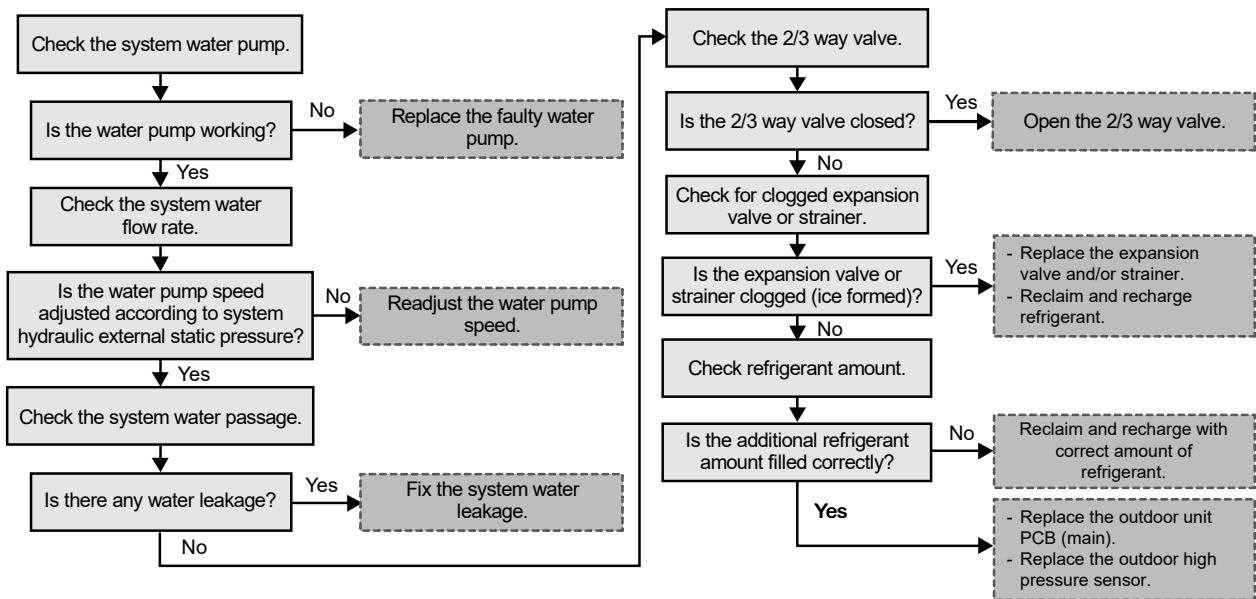 Check the system water pump.
Is the water pump working?
No
Replace the faulty water
pump.
Yes
Check the system water
flow rate.
Is the water pump speed
adjusted according to system
hydraulic external static pressure?
No
Readjust the water pump
speed.
Yes
Check the system water passage.
Is there any water leakage?
Yes
Fix the system water
leakage.
No
Check the 2/3 way valve.
Is the 2/3 way valve closed?
Yes
Open the 2/3 way valve.
No
Check for clogged expansion
valve or strainer.
Is the expansion valve or
strainer clogged (ice formed)?
Yes
- Replace the expansion
valve and/or strainer.
- Reclaim and recharge
refrigerant.
No
Check refrigerant amount.
Is the additional refrigerant
amount filled correctly?
No
Reclaim and recharge with
correct amount of
refrigerant.
Yes
- Replace the outdoor unit
PCB (main).
- Replace the outdoor high
pressure sensor.